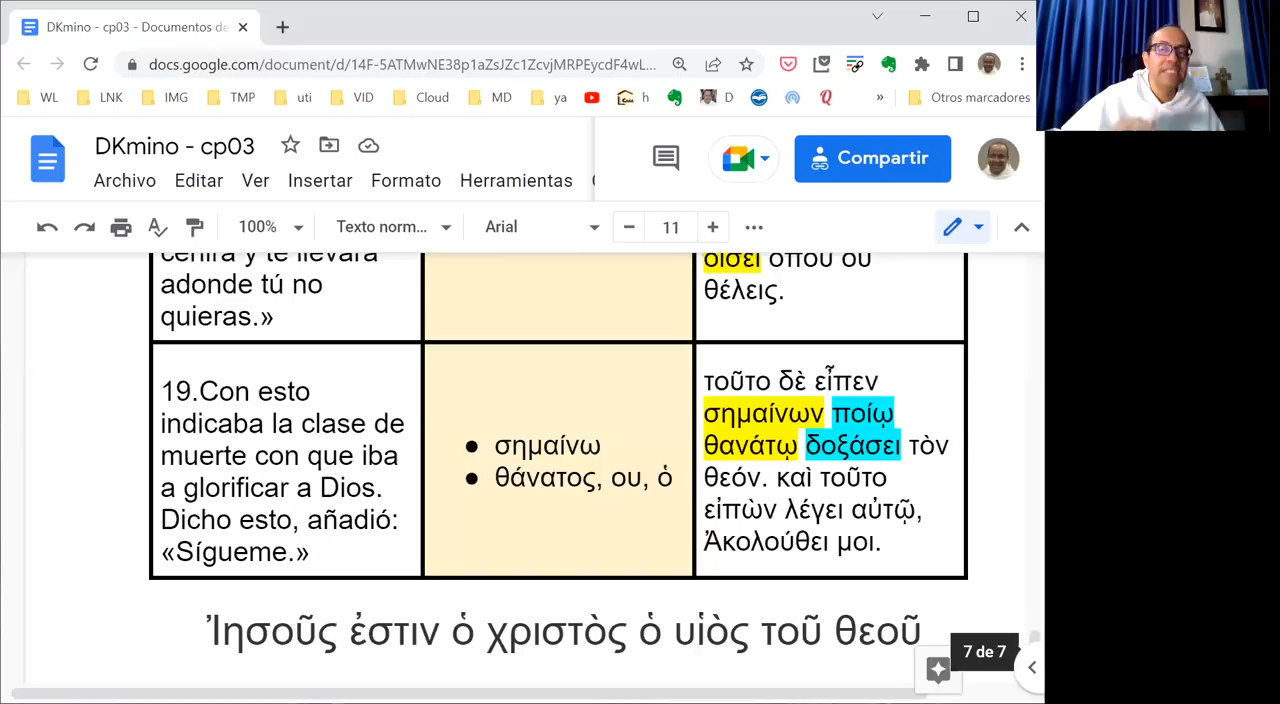 DKmino - cp03 - Documentos de
docs.google.com/document/d/14F-5ATMwNE38p1aZsJZc1ZcvjMRPEycdF4wL...
WL LNK IMG TMP uti VID Cloud MD ya h D » Otros marcadores
DKmino - cp03
Compartir
Archivo Editar Ver Insertar Formato Herramientas
100% Texto norm... Arial 11
ceñirá y te llevará
adonde tú no
quieras.»
οἴσει ὅπου οὐ
θέλεις.
19.Con esto
indicaba la clase de
muerte con que iba
a glorificar a Dios.
Dicho esto, añadió:
«Sígueme.»
● σημαίνω
● θάνατος, ου, ὁ
τοῦτο δὲ εἶπεν
σημαίνων ποίῳ
θανάτῳ δοξάσει τὸν
θεόν. καὶ τοῦτο
εἰπὼν λέγει αὐτῷ,
Ἀκολούθει μοι.
Ἰησοῦς ἐστιν ὁ χριστὸς ὁ υἱὸς τοῦ θεοῦ
7 de 7